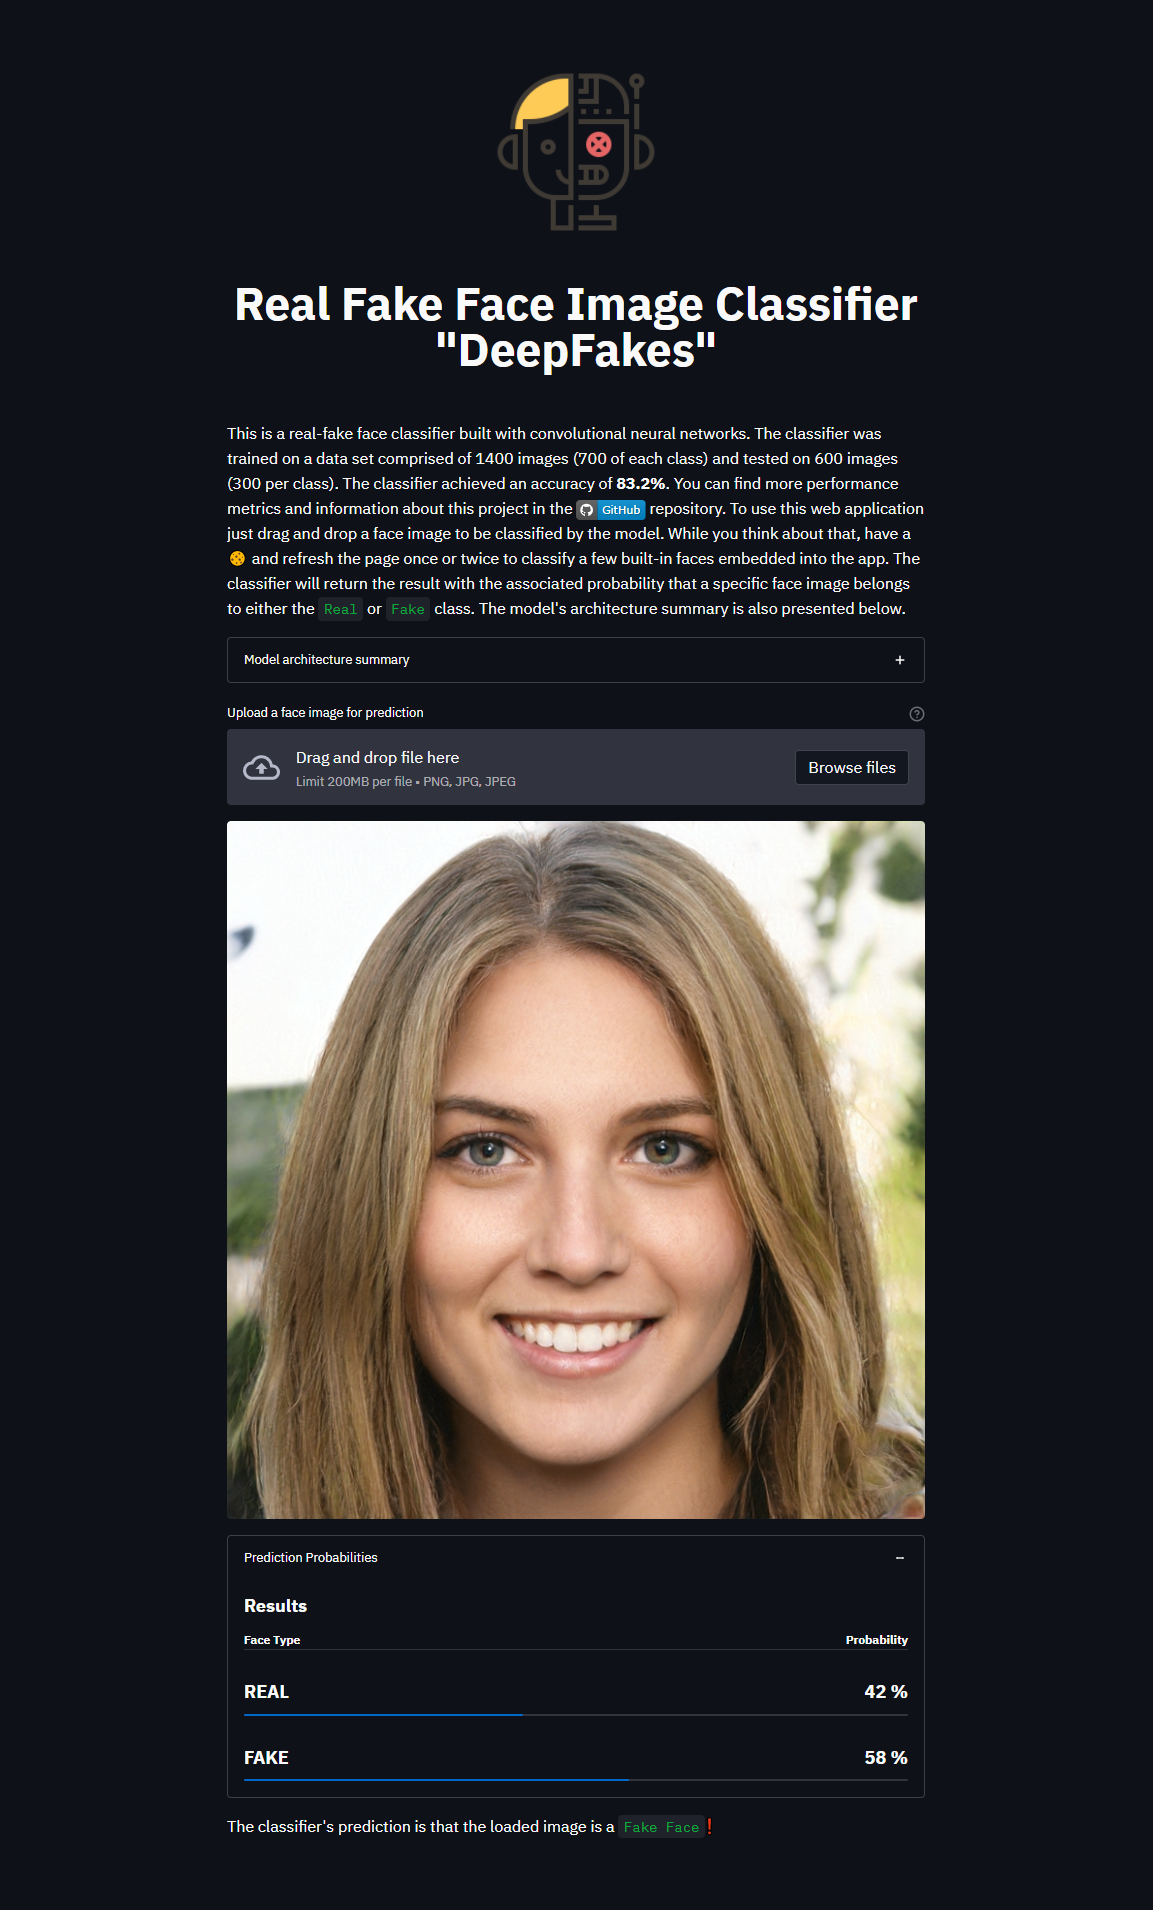 Real Fake Face Image Classifier
"DeepFakes"
This is a real-fake face classifier built with convolutional neural networks. The classifier was
trained on a data set comprised of 1400 images (700 of each class) and tested on 600 images
(300 per class). The classifier achieved an accuracy of 83.2%. You can find more performance
metrics and information about this project in the GitHub repository. To use this web application
just drag and drop a face image to be classified by the model. While you think about that, have a
🍪 and refresh the page once or twice to classify a few built-in faces embedded into the app. The
classifier will return the result with the associated probability that a specific face image belongs
to either the Real or Fake class. The model's architecture summary is also presented below.
Model architecture summary
Upload a face image for prediction
Drag and drop file here
Limit 200MB per file • PNG, JPG, JPEG
Browse files
Prediction Probabilities
Results
Face Type Probability
REAL 42 %
FAKE 58 %
The classifier's prediction is that the loaded image is a Fake Face❗